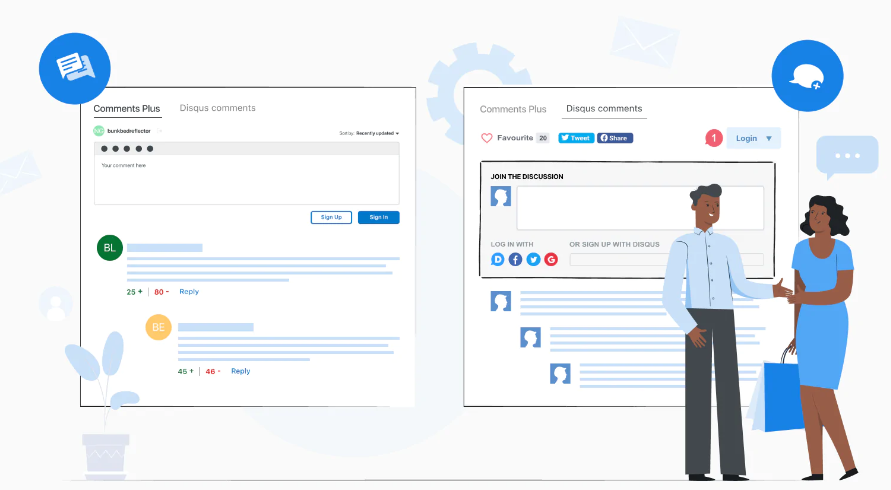 Comments Plus Disqus comments
bunkbedreflector
Sort by: Recently updated
Your comment here
Sign Up Sign In
BL
25 + | 80 - Reply
BE
45 + | 46 - Reply
Comments Plus Disqus comments
Favourite 20 Tweet Share 1 Login
JOIN THE DISCUSSION
LOG IN WITH OR SIGN UP WITH DISQUS
D f G